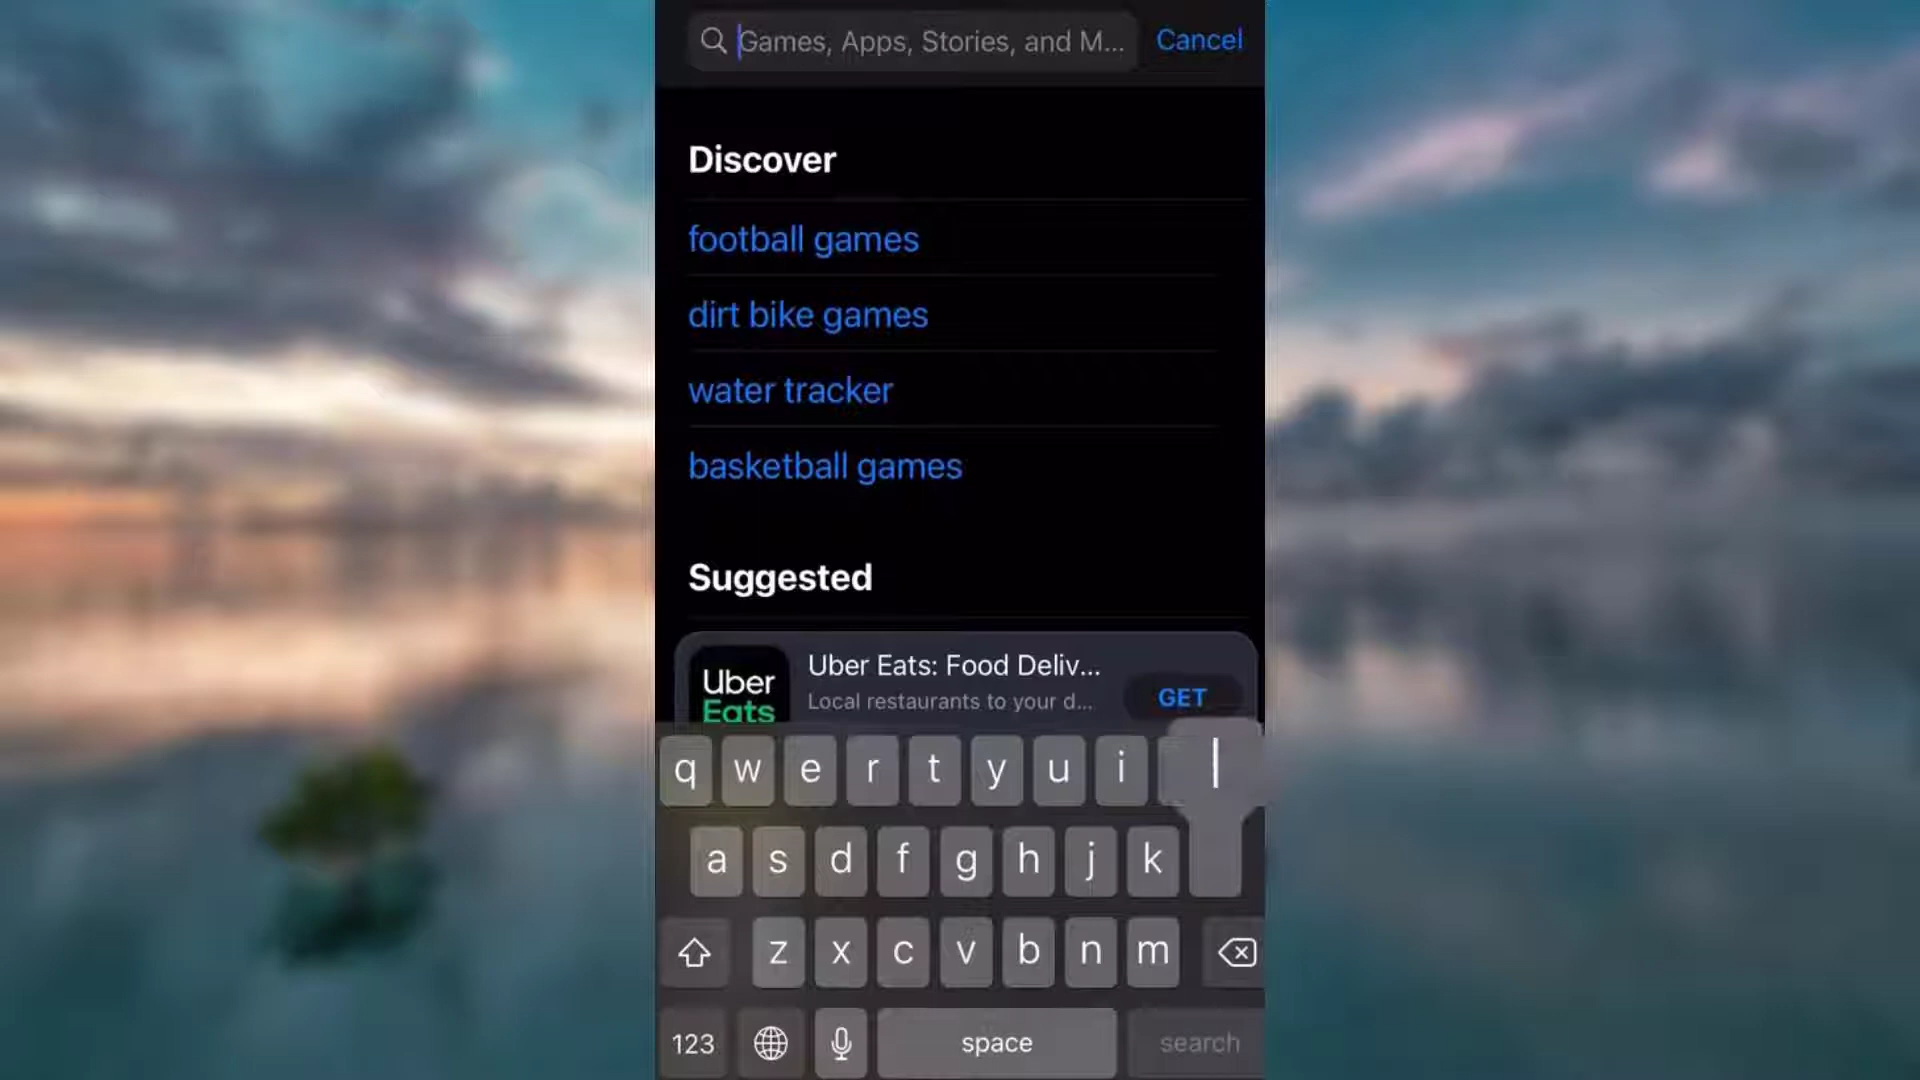 Games, Apps, Stories, and M... Cancel
Discover
football games
dirt bike games
water tracker
basketball games
Suggested
Uber Eats
Uber Eats: Food Deliv...
Local restaurants to your d...
GET
q w e r t y u i l
a s d f g h j k
z x c v b n m
123 space search